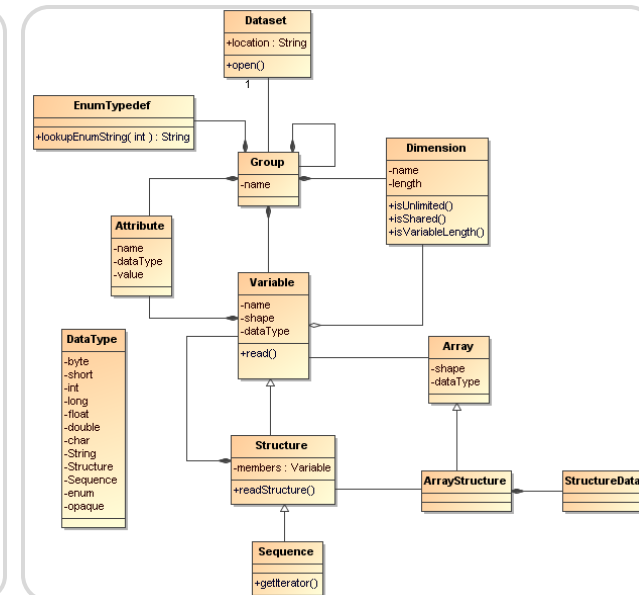 Dataset
+location : String
+open()
1
EnumTypedef
+lookupEnumString( int ) : String
Group
-name
Dimension
-name
-length
+isUnlimited()
+isShared()
+isVariableLength()
Attribute
-name
-dataType
-value
Variable
-name
-shape
-dataType
+read()
DataType
-byte
-short
-int
-long
-float
-double
-char
-String
-Structure
-Sequence
-enum
-opaque
Array
-shape
-dataType
Structure
-members : Variable
+readStructure()
ArrayStructure
StructureData
Sequence
+getIterator()